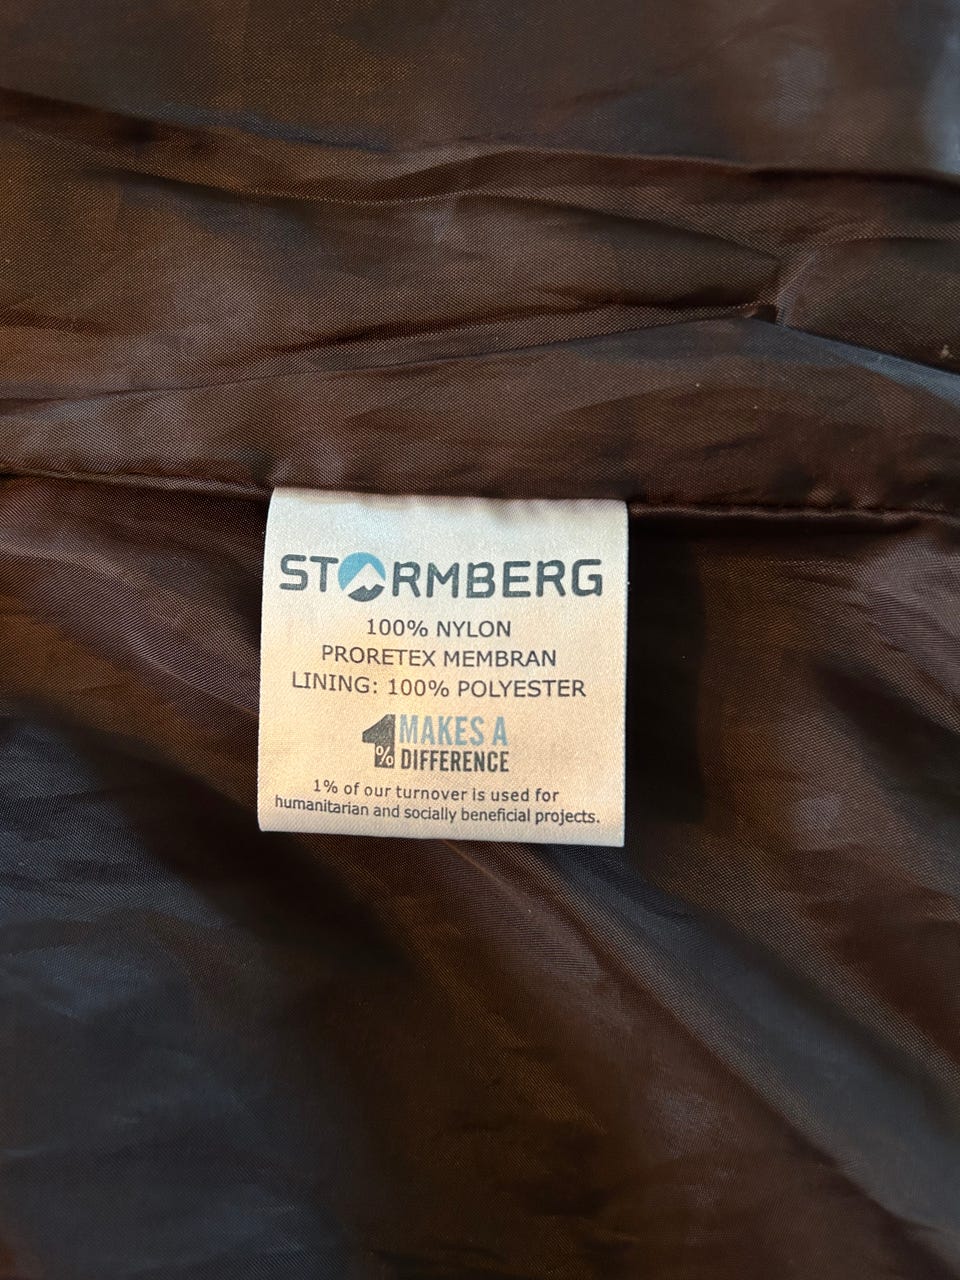 STORMBERG
100% NYLON
PRORETEX MEMBRAN
LINING: 100% POLYESTER
1% MAKES A
DIFFERENCE
1% of our turnover is used for
humanitarian and socially beneficial projects.